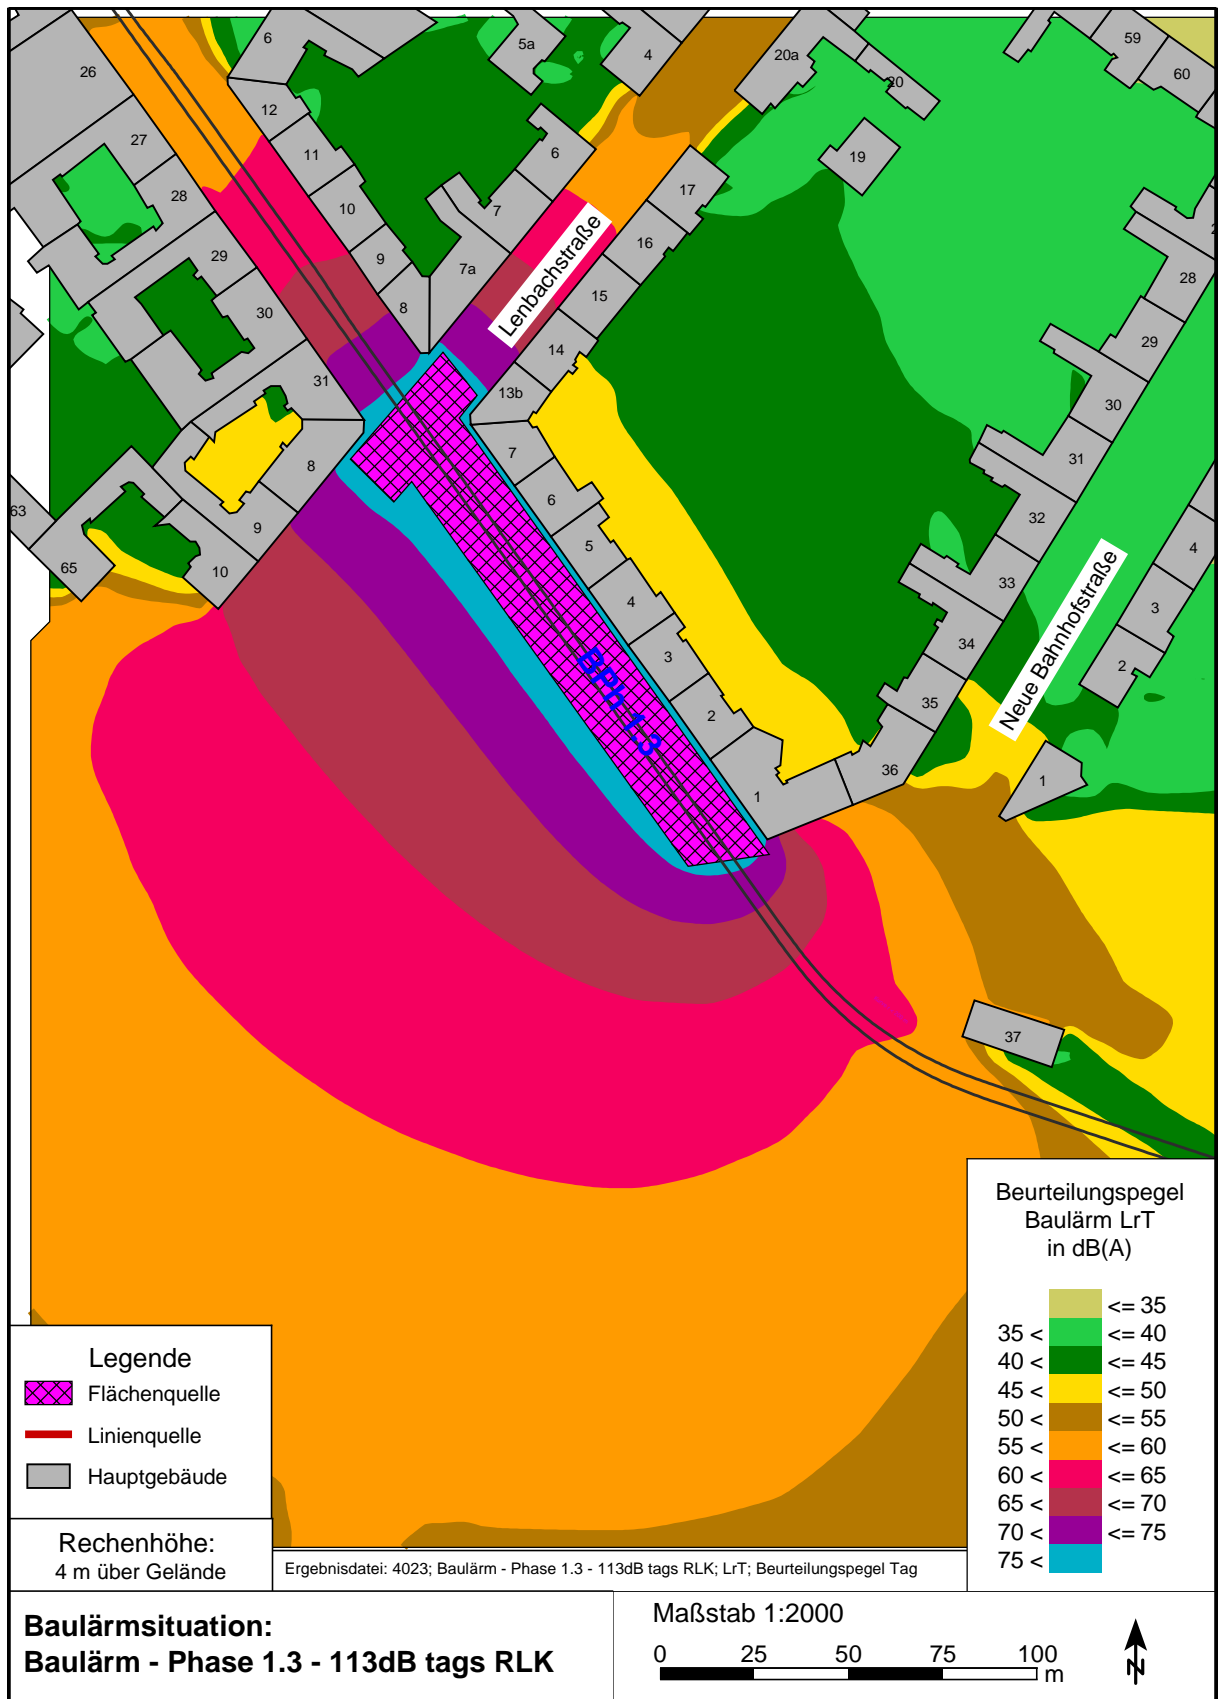 6
5a
4
20a
20
59
60
26
12
27
11
6
19
28
10
7
17
29
9
7a
16
28
30
8
15
29
Lenbachstraße
14
31
13b
30
8
7
31
6
32
63
9
5
4
65
10
33
4
3
3
34
2
2
35
Neue Bahnhofstraße
BPh 1.3
36
1
1
37
Beurteilungspegel
Baulärm LrT
in dB(A)
<= 35
35 < <= 40
40 < <= 45
45 < <= 50
50 < <= 55
55 < <= 60
60 < <= 65
65 < <= 70
70 < <= 75
75 <
Legende
Flächenquelle
Linienquelle
Hauptgebäude
Rechenhöhe:
4 m über Gelände
Ergebnisdatei: 4023; Baulärm - Phase 1.3 - 113dB tags RLK; LrT; Beurteilungspegel Tag
Baulärmsituation:
Baulärm - Phase 1.3 - 113dB tags RLK
Maßstab 1:2000
0 25 50 75 100
m
N